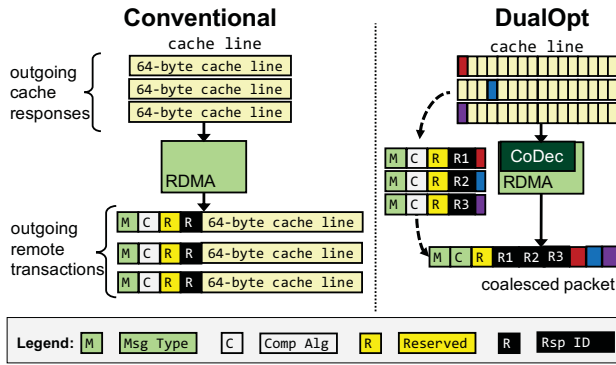 Conventional
cache line
outgoing
cache
responses
64-byte cache line
64-byte cache line
64-byte cache line
RDMA
outgoing
remote
transactions
M C R R 64-byte cache line
M C R R 64-byte cache line
M C R R 64-byte cache line
DualOpt
cache line
CoDec
RDMA
M C R R1
M C R R2
M C R R3
M C R R1 R2 R3
coalesced packet
Legend: M Msg Type C Comp Alg R Reserved R Rsp ID